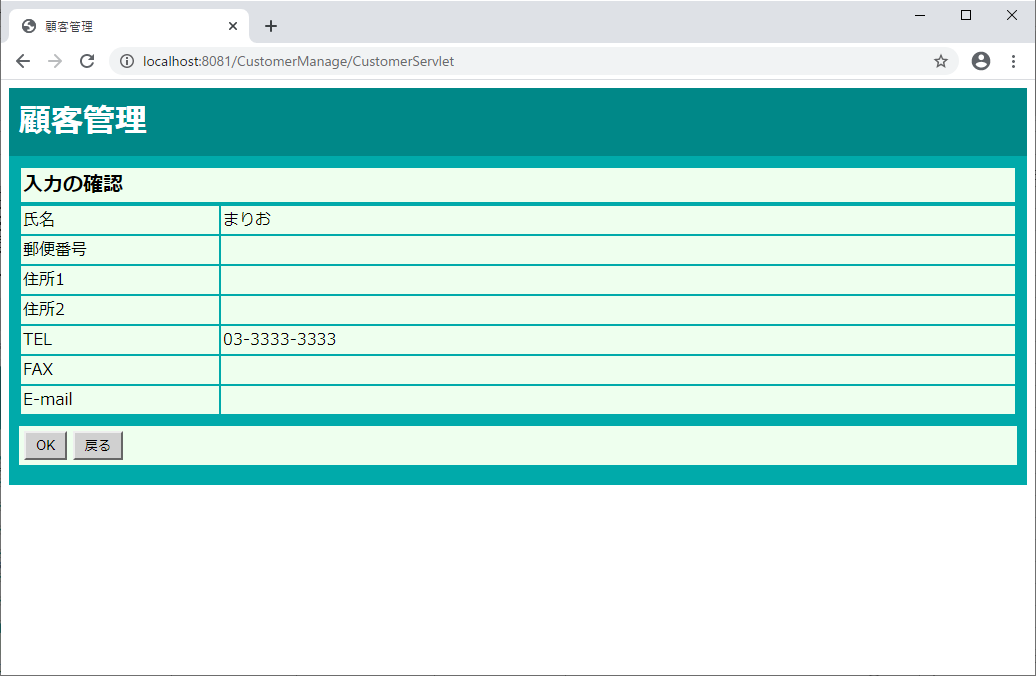 顧客管理
localhost:8081/CustomerManage/CustomerServlet
顧客管理
入力の確認
氏名 まりお
郵便番号
住所1
住所2
TEL 03-3333-3333
FAX
E-mail
OK 戻る